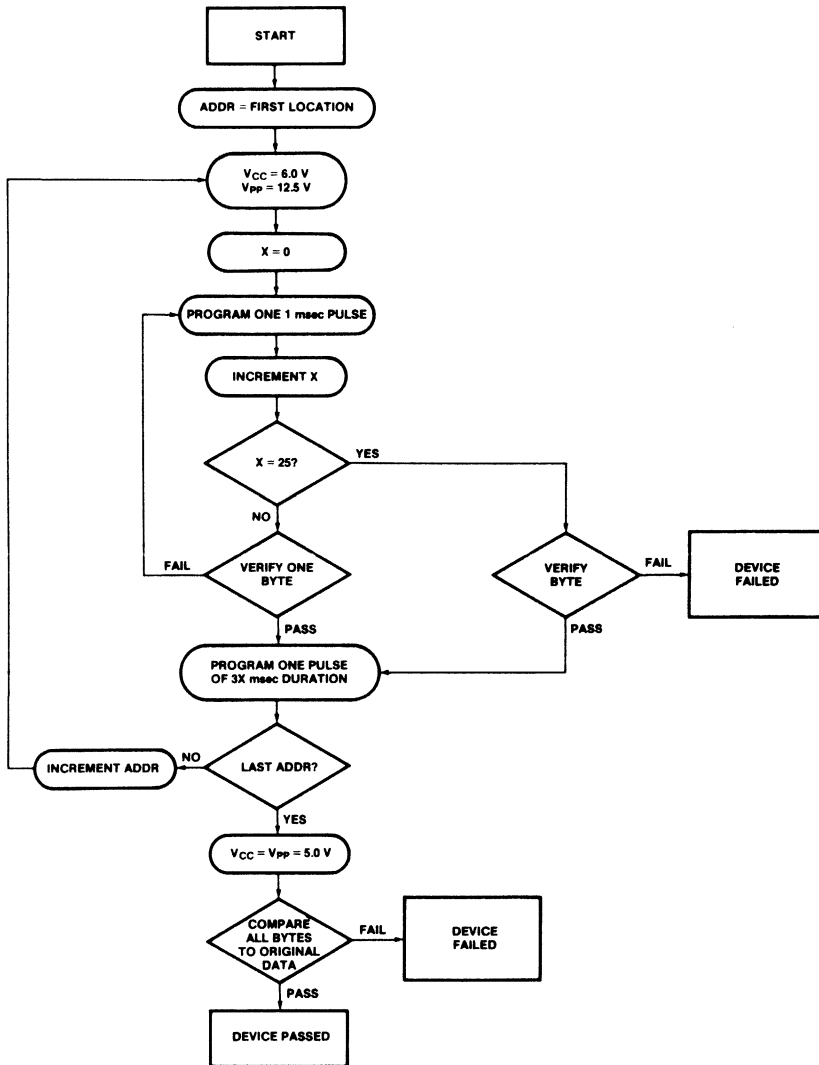 START
ADDR = FIRST LOCATION
VCC = 6.0 V
VPP = 12.5 V
X = 0
PROGRAM ONE 1 msec PULSE
INCREMENT X
X = 25?
YES
NO
VERIFY ONE
BYTE
FAIL
PASS
VERIFY
BYTE
FAIL
PASS
DEVICE
FAILED
PROGRAM ONE PULSE
OF 3X msec DURATION
LAST ADDR?
NO
INCREMENT ADDR
YES
VCC = VPP = 5.0 V
COMPARE
ALL BYTES
TO ORIGINAL
DATA
FAIL
DEVICE
FAILED
PASS
DEVICE PASSED